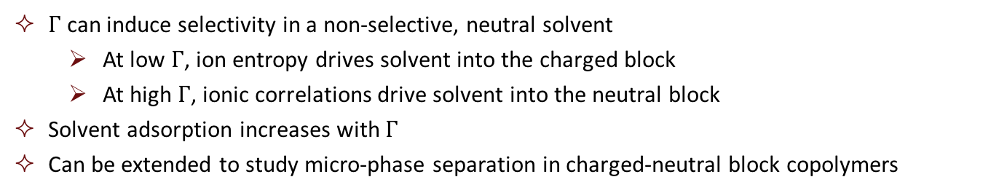 ✧ Γ can induce selectivity in a non-selective, neutral solvent
➢ At low Γ, ion entropy drives solvent into the charged block
➢ At high Γ, ionic correlations drive solvent into the neutral block
✧ Solvent adsorption increases with Γ
✧ Can be extended to study micro-phase separation in charged-neutral block copolymers